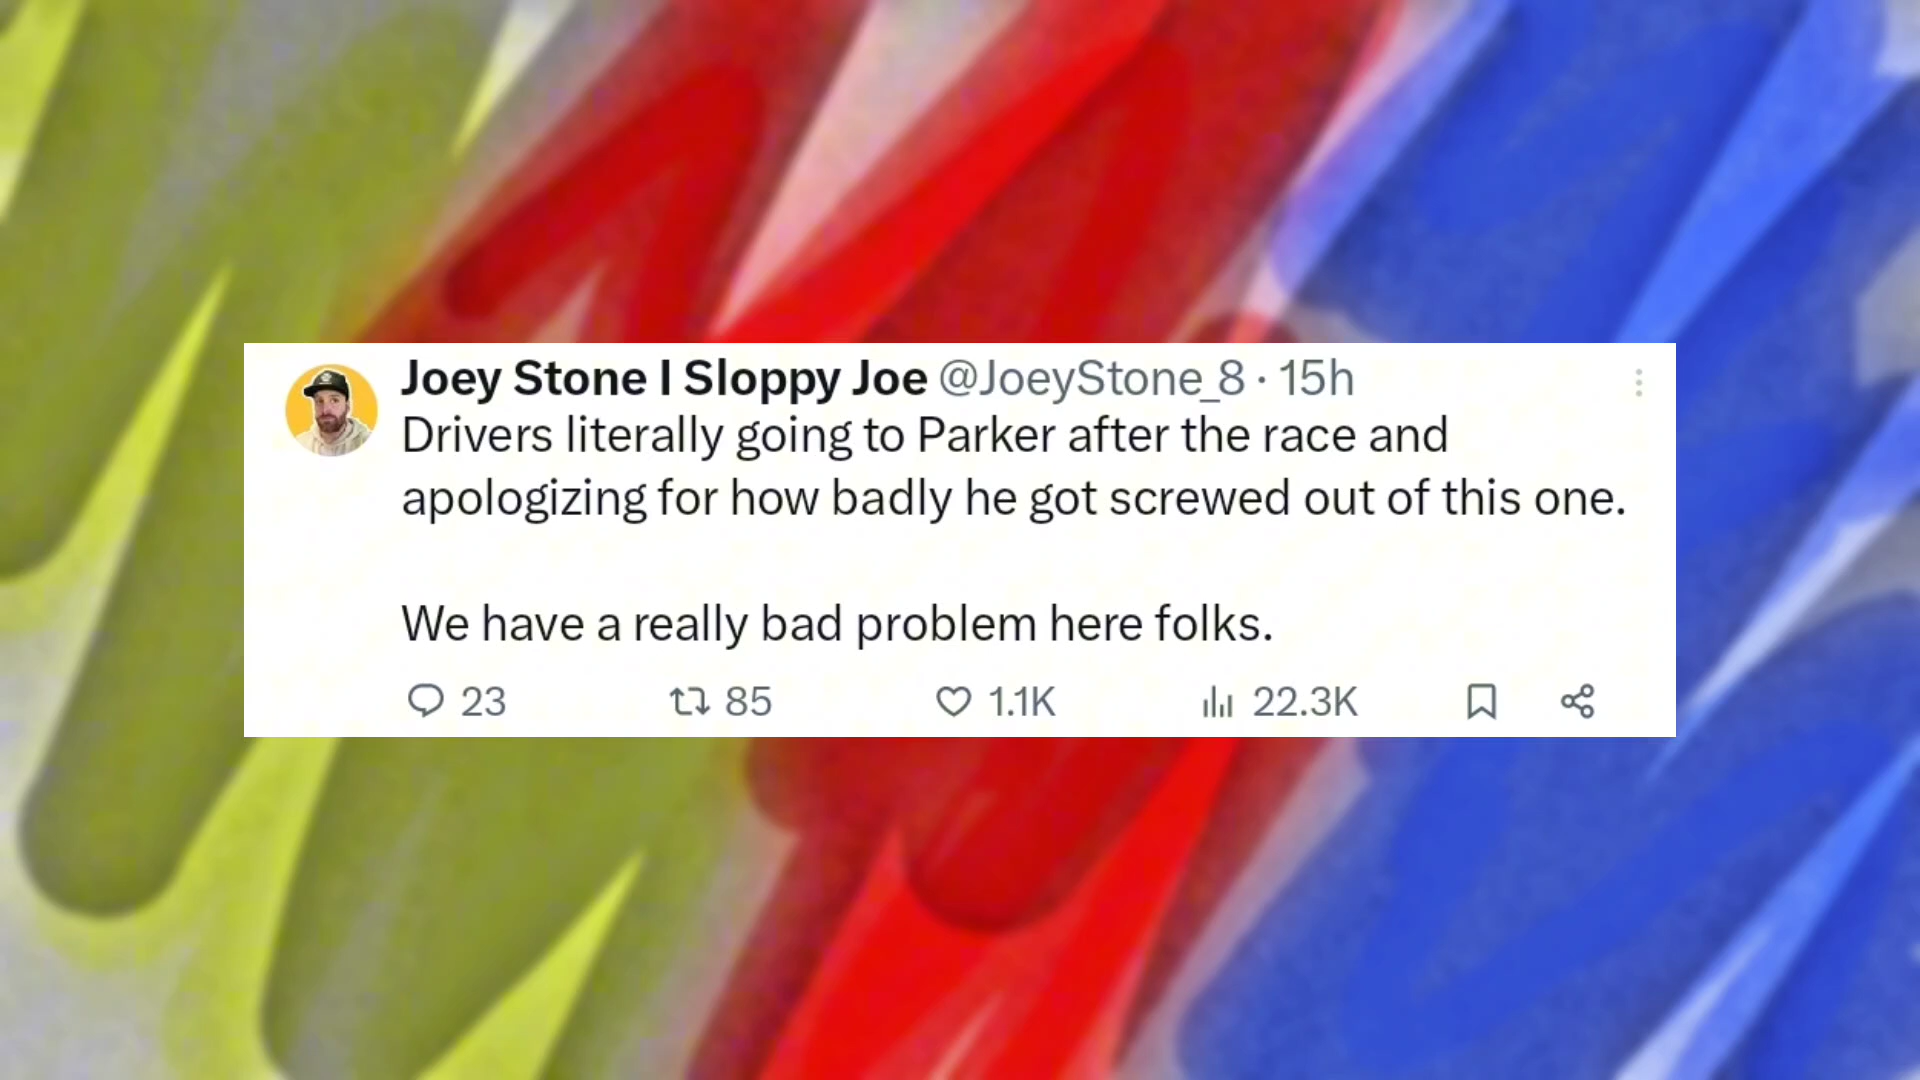 Joey Stone I Sloppy Joe @JoeyStone_8 · 15h
Drivers literally going to Parker after the race and
apologizing for how badly he got screwed out of this one.
We have a really bad problem here folks.
23 85 1.1K 22.3K